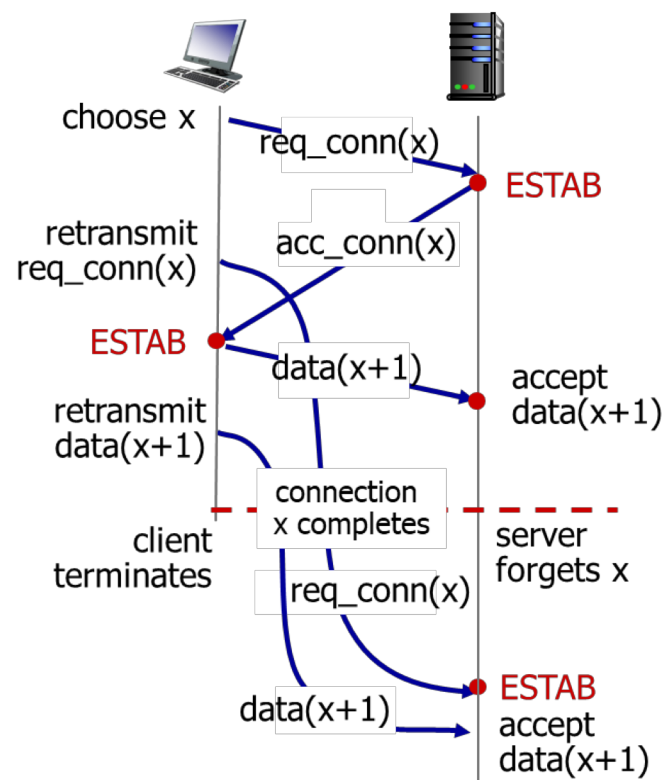 choose x
req_conn(x)
ESTAB
retransmit
req_conn(x)
acc_conn(x)
ESTAB
data(x+1)
accept
data(x+1)
retransmit
data(x+1)
connection
x completes
client
terminates
server
forgets x
req_conn(x)
ESTAB
data(x+1)
accept
data(x+1)